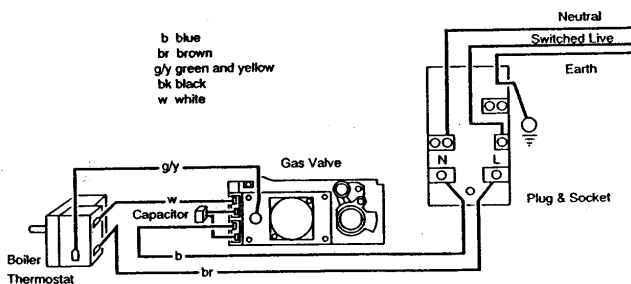 b blue
br brown
g/y green and yellow
bk black
w white
Neutral
Switched Live
Earth
g/y
Gas Valve
w
Capacitor
N
L
Plug & Socket
b
br
Boiler
Thermostat